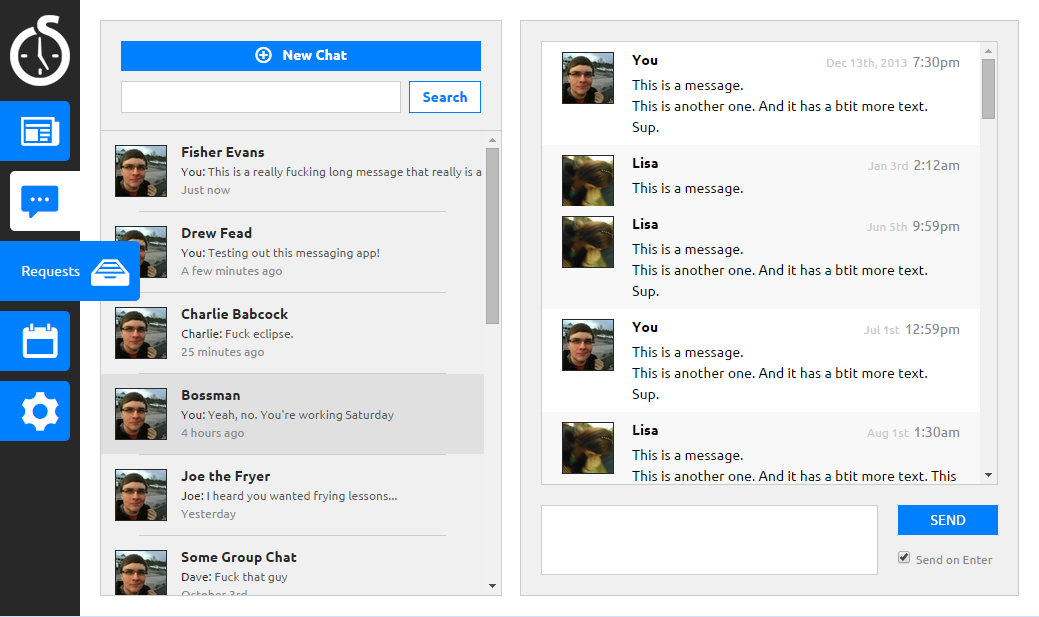 New Chat
Search
Fisher Evans
You: This is a really fucking long message that really is a
Just now
Drew Fead
You: Testing out this messaging app!
A few minutes ago
Requests
Charlie Babcock
Charlie: Fuck eclipse.
25 minutes ago
Bossman
You: Yeah, no. You're working Saturday
4 hours ago
Joe the Fryer
Joe: I heard you wanted frying lessons...
Yesterday
Some Group Chat
Dave: Fuck that guy
October 3rd
You Dec 13th, 2013 7:30pm
This is a message.
This is another one. And it has a btit more text.
Sup.
Lisa Jan 3rd 2:12am
This is a message.
Lisa Jun 5th 9:59pm
This is a message.
This is another one. And it has a btit more text.
Sup.
You Jul 1st 12:59pm
This is a message.
This is another one. And it has a btit more text.
Sup.
Lisa Aug 1st 1:30am
This is a message.
This is another one. And it has a btit more text. This
SEND
Send on Enter